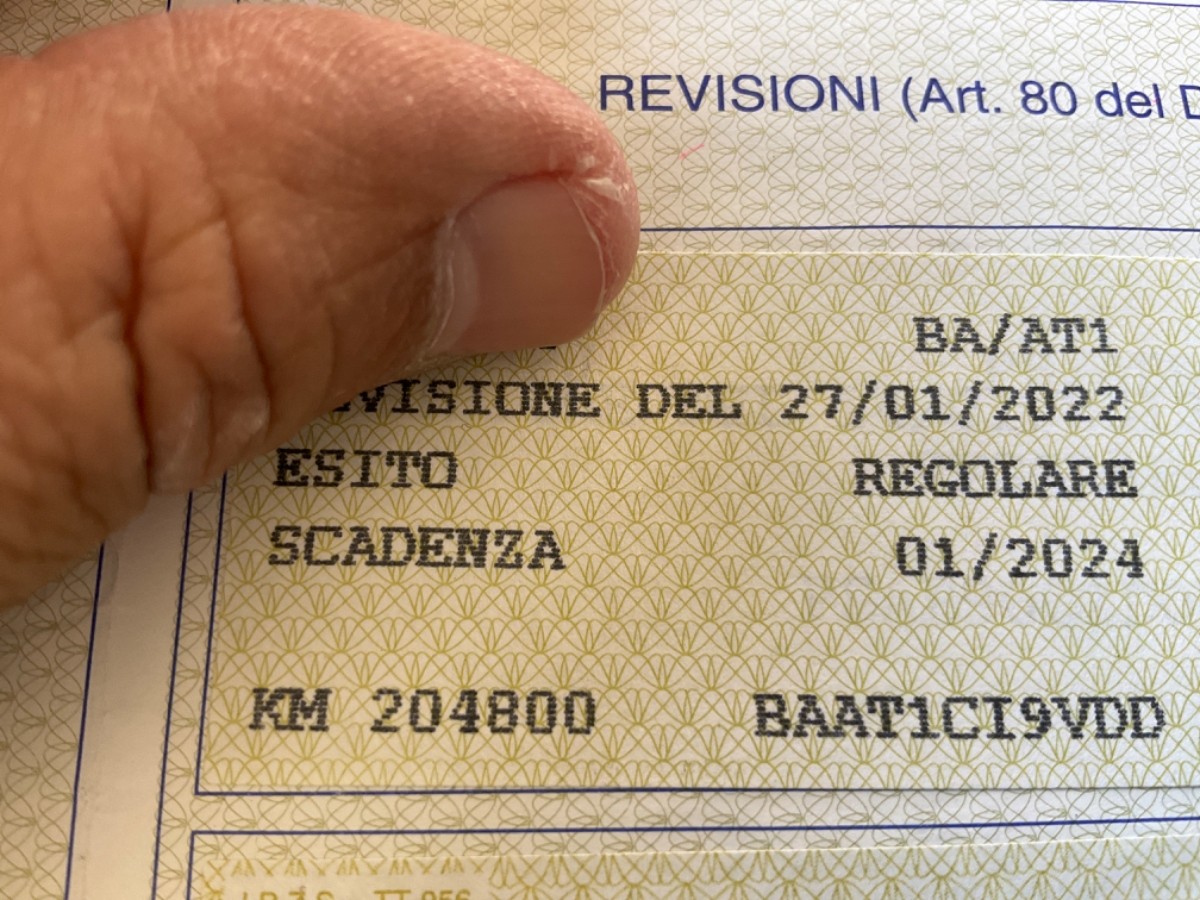 REVISIONI (Art. 80 del
BA/AT1
VISIONE DEL 27/01/2022
ESITO REGOLARE
SCADENZA 01/2024
KM 204800 BAAT1CI9VDD